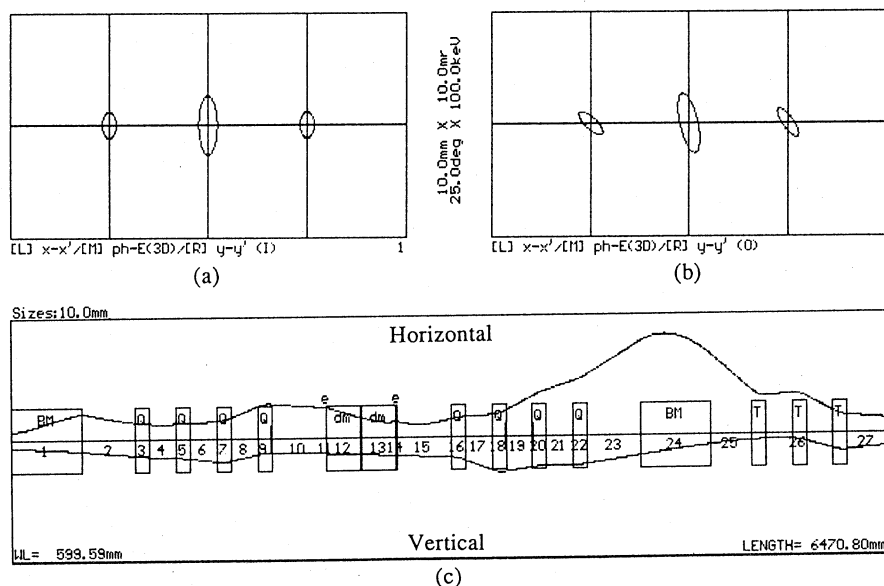 10.0mm X 10.0mr
25.0deg X 100.0keV
[L] x-x'/[M] ph-E(3D)/[R] y-y' (I) 1
[L] x-x'/[M] ph-E(3D)/[R] y-y' (O)
(a)
(b)
Sizes:10.0mm
Horizontal
e e
BM Q Q Q Q dm dm Q Q Q Q BM T T T
1 2 3 4 5 6 7 8 9 10 11 12 13 14 15 16 17 18 19 20 21 22 23 24 25 26 27
Vertical
WL= 599.59mm
LENGTH= 6470.80mm
(c)